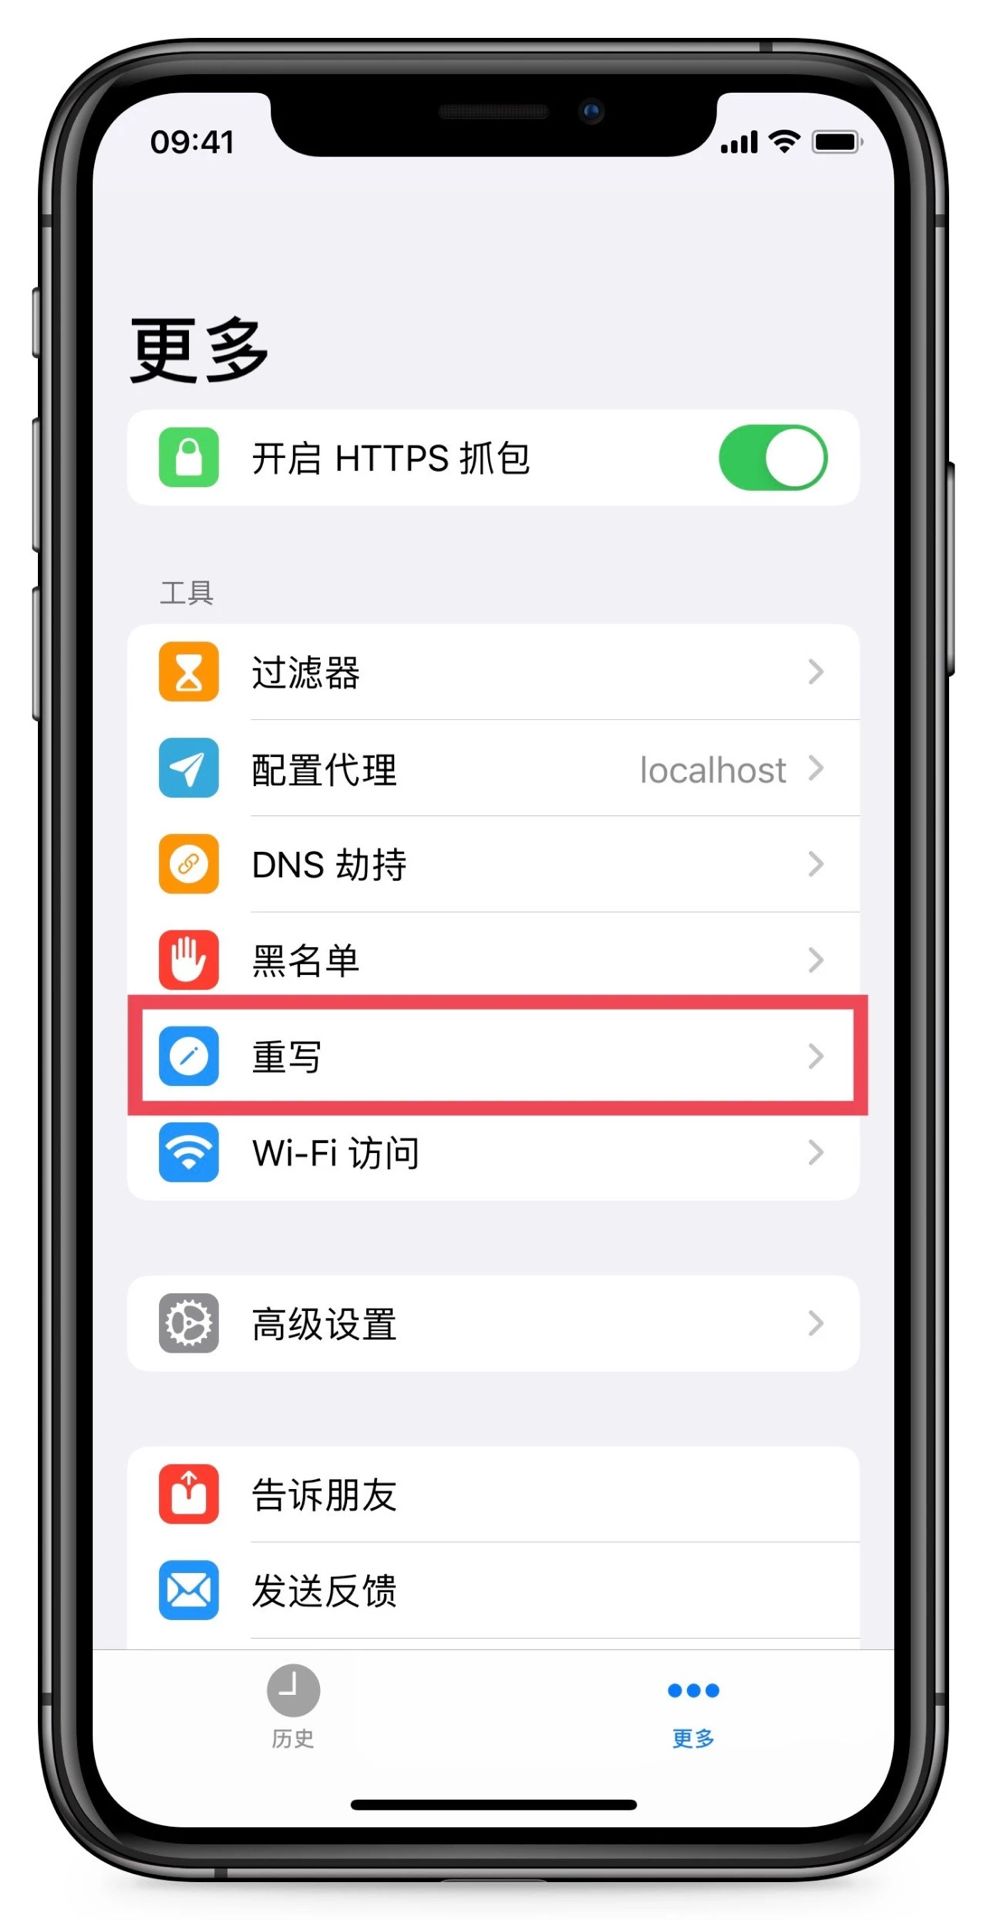 09:41
更多
开启 HTTPS 抓包
工具
过滤器
配置代理 localhost
DNS 劫持
黑名单
重写
Wi-Fi 访问
高级设置
告诉朋友
发送反馈
历史 更多